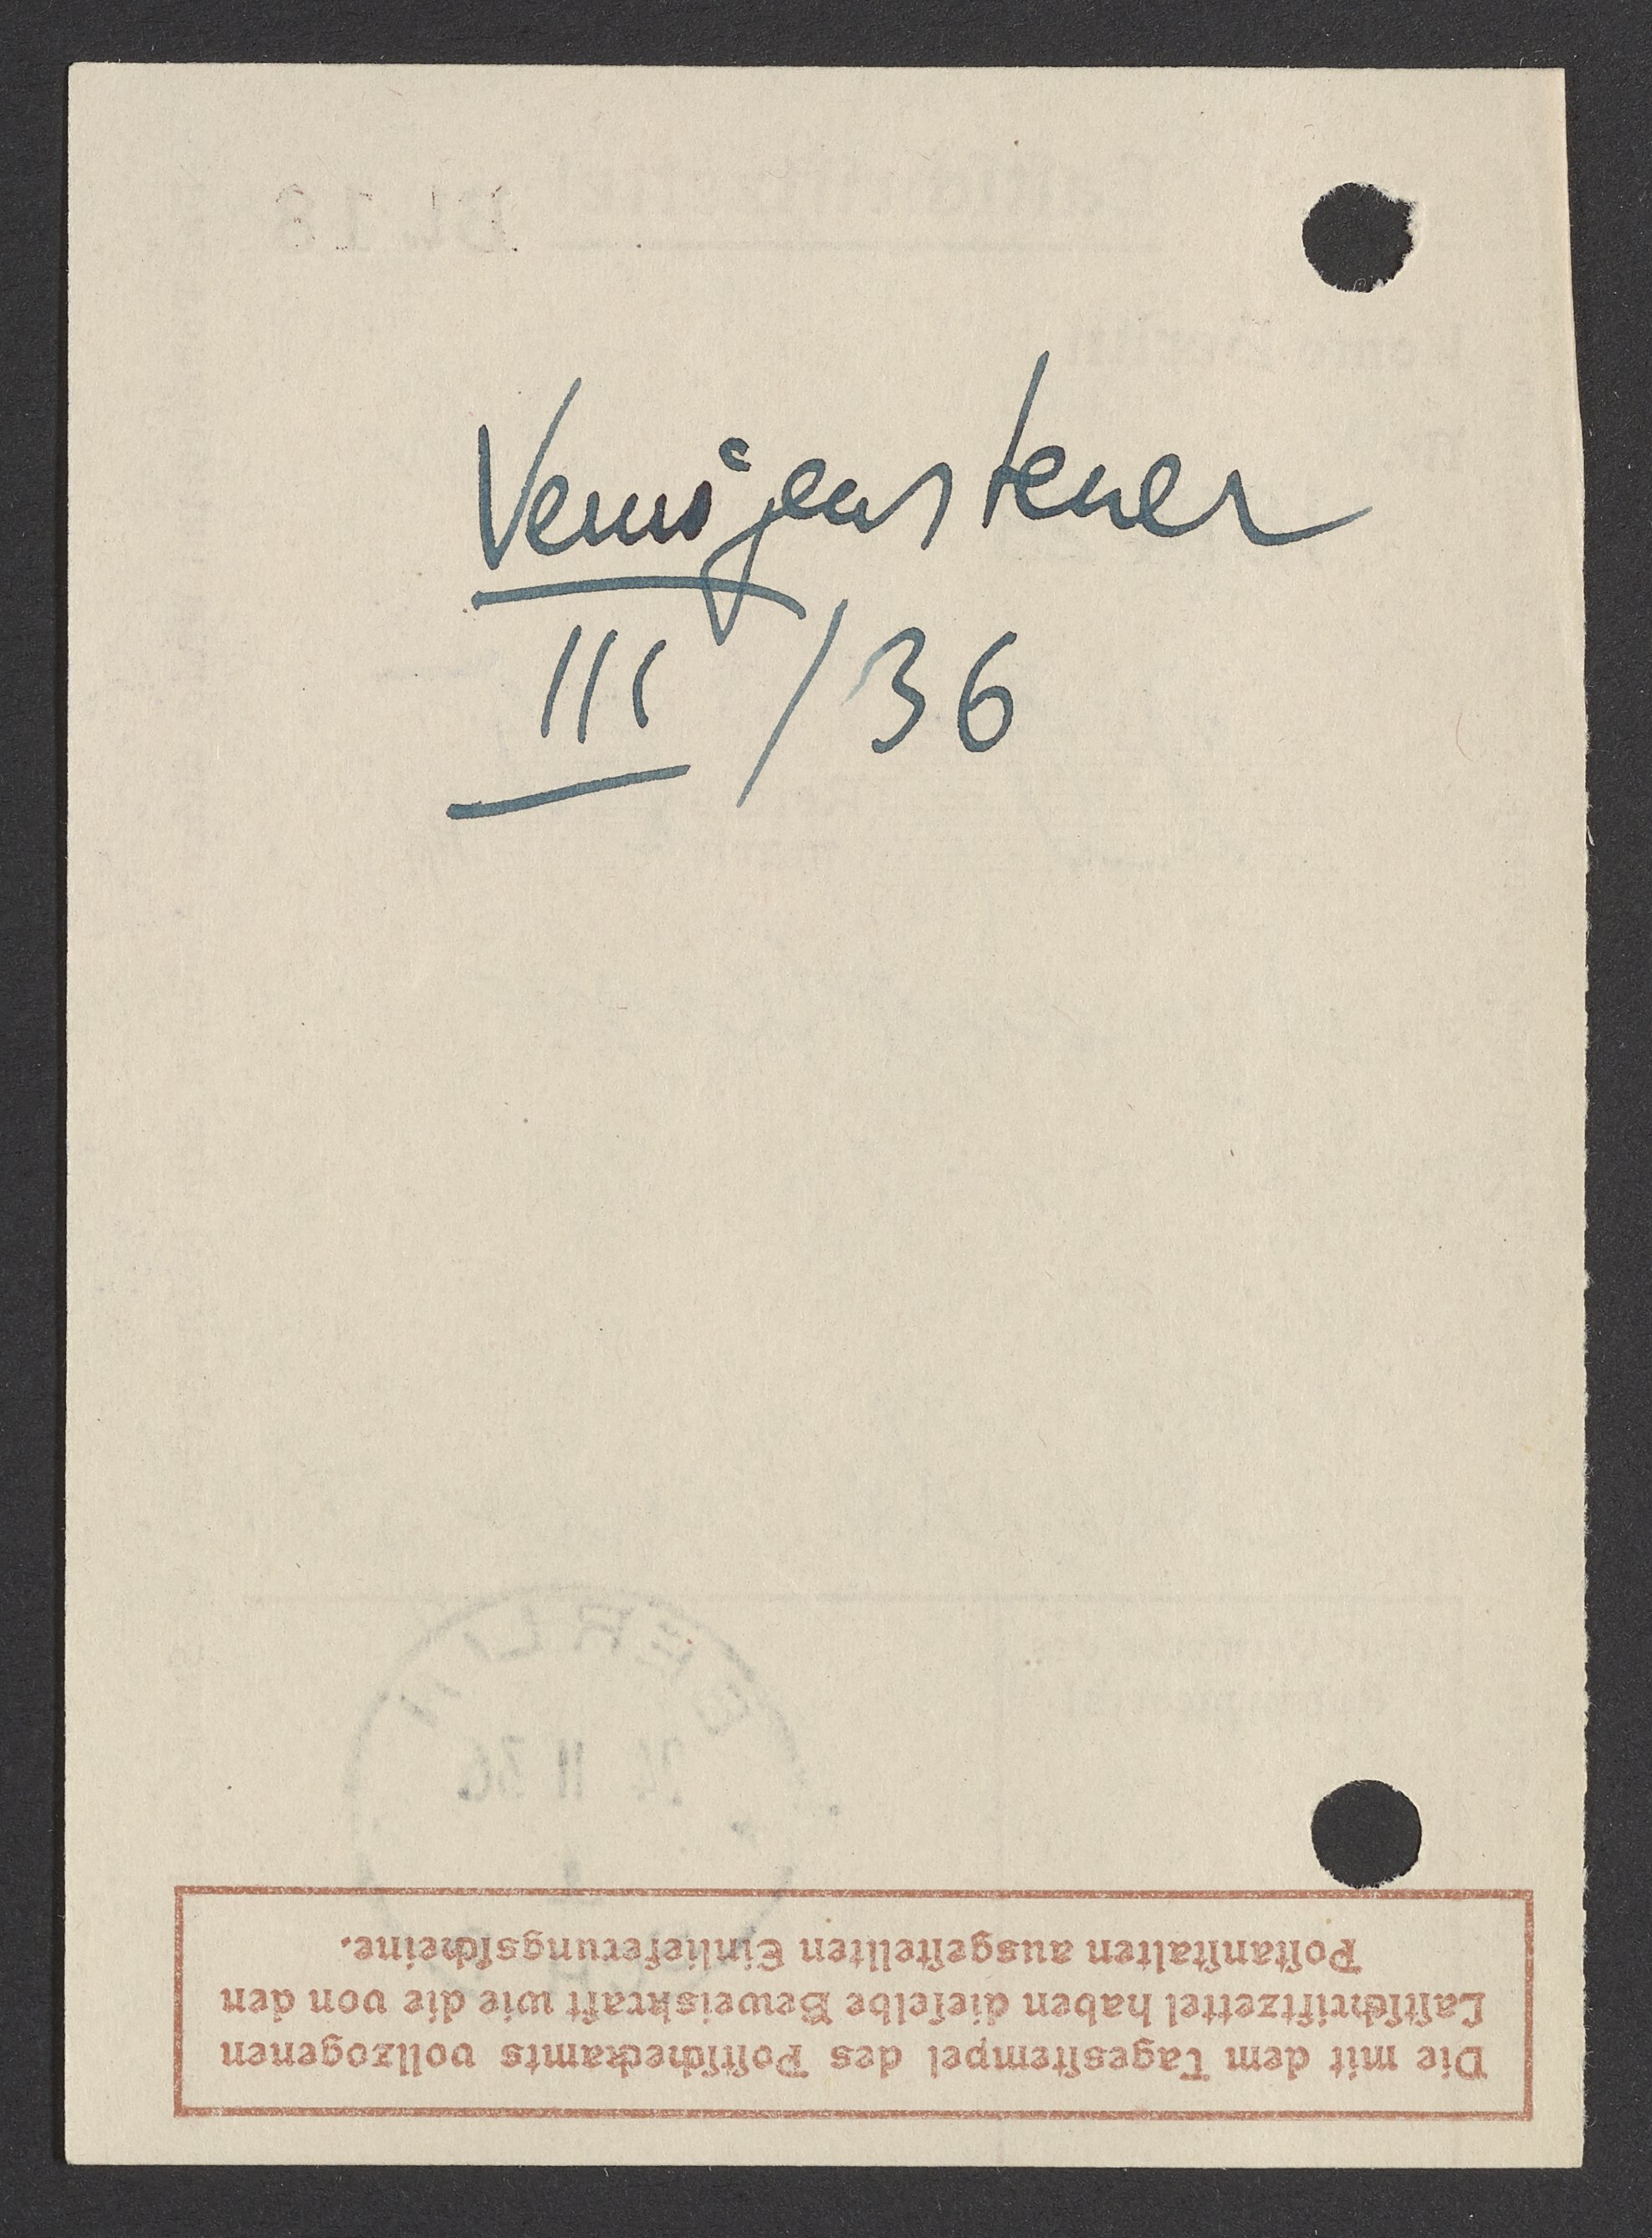 Vermögensteuer
III / 36
Die mit dem Tagesſtempel des Poſtſcheckamts vollzogenen
Laſtſchriftzettel haben dieſelbe Beweiskraft wie die von den
Poſtanſtalten ausgeſtellten Einlieferungsſcheine.
BERLIN